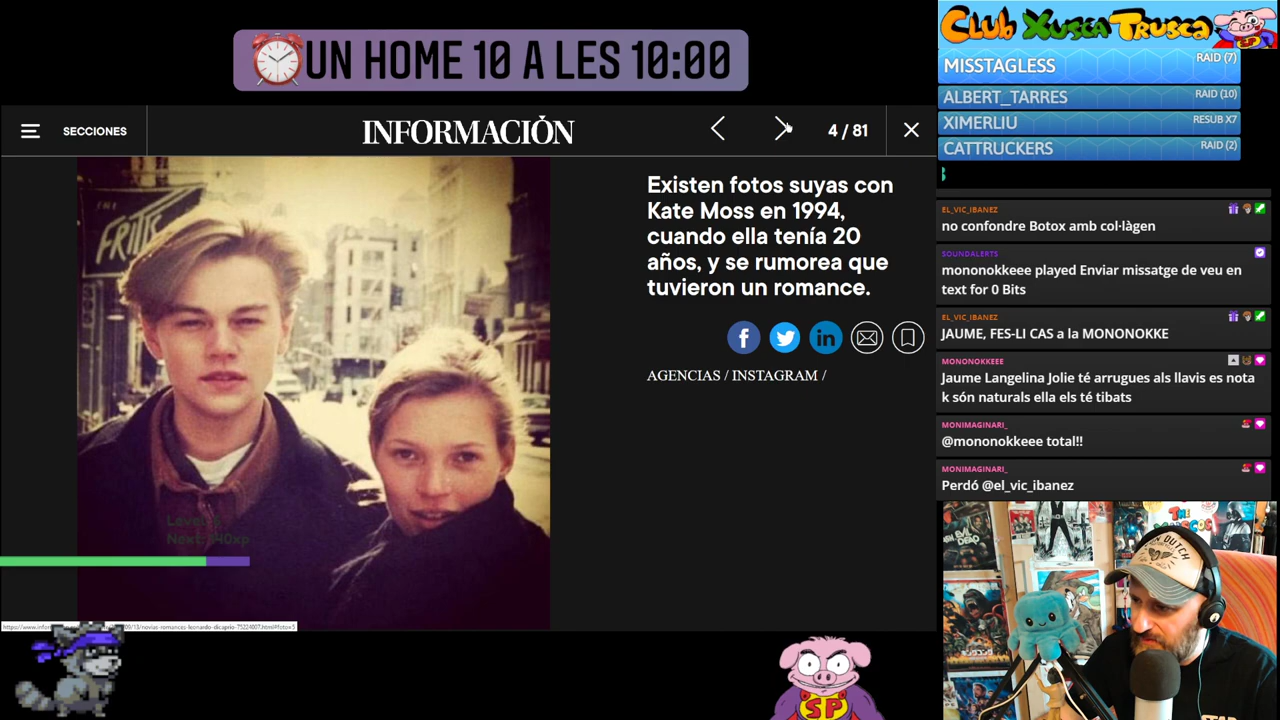 UN HOME 10 A LES 10:00
SECCIONES
INFORMACIÓN
4 / 81
THE
FRITTS
Existen fotos suyas con
Kate Moss en 1994,
cuando ella tenía 20
años, y se rumorea que
tuvieron un romance.
AGENCIAS / INSTAGRAM /
Next: 40xp
SP
Club Xusca Trusca
SP
MISSTAGLESS RAID (7)
ALBERT_TARRES RAID (10)
XIMERLIU RESUB X7
CATTRUCKERS RAID (2)
EL_VIC_IBANEZ
no confondre Botox amb col·làgen
SOUNDALERTS
mononokkeee played Enviar missatge de veu en
text for 0 Bits
EL_VIC_IBANEZ
JAUME, FES-LI CAS a la MONONOKKE
MONONOKKEEE
Jaume Langelina Jolie té arrugues als llavis es nota
k són naturals ella els té tibats
MONIMAGINARI_
@mononokkeee total!!
MONIMAGINARI_
Perdó @el_vic_ibanez